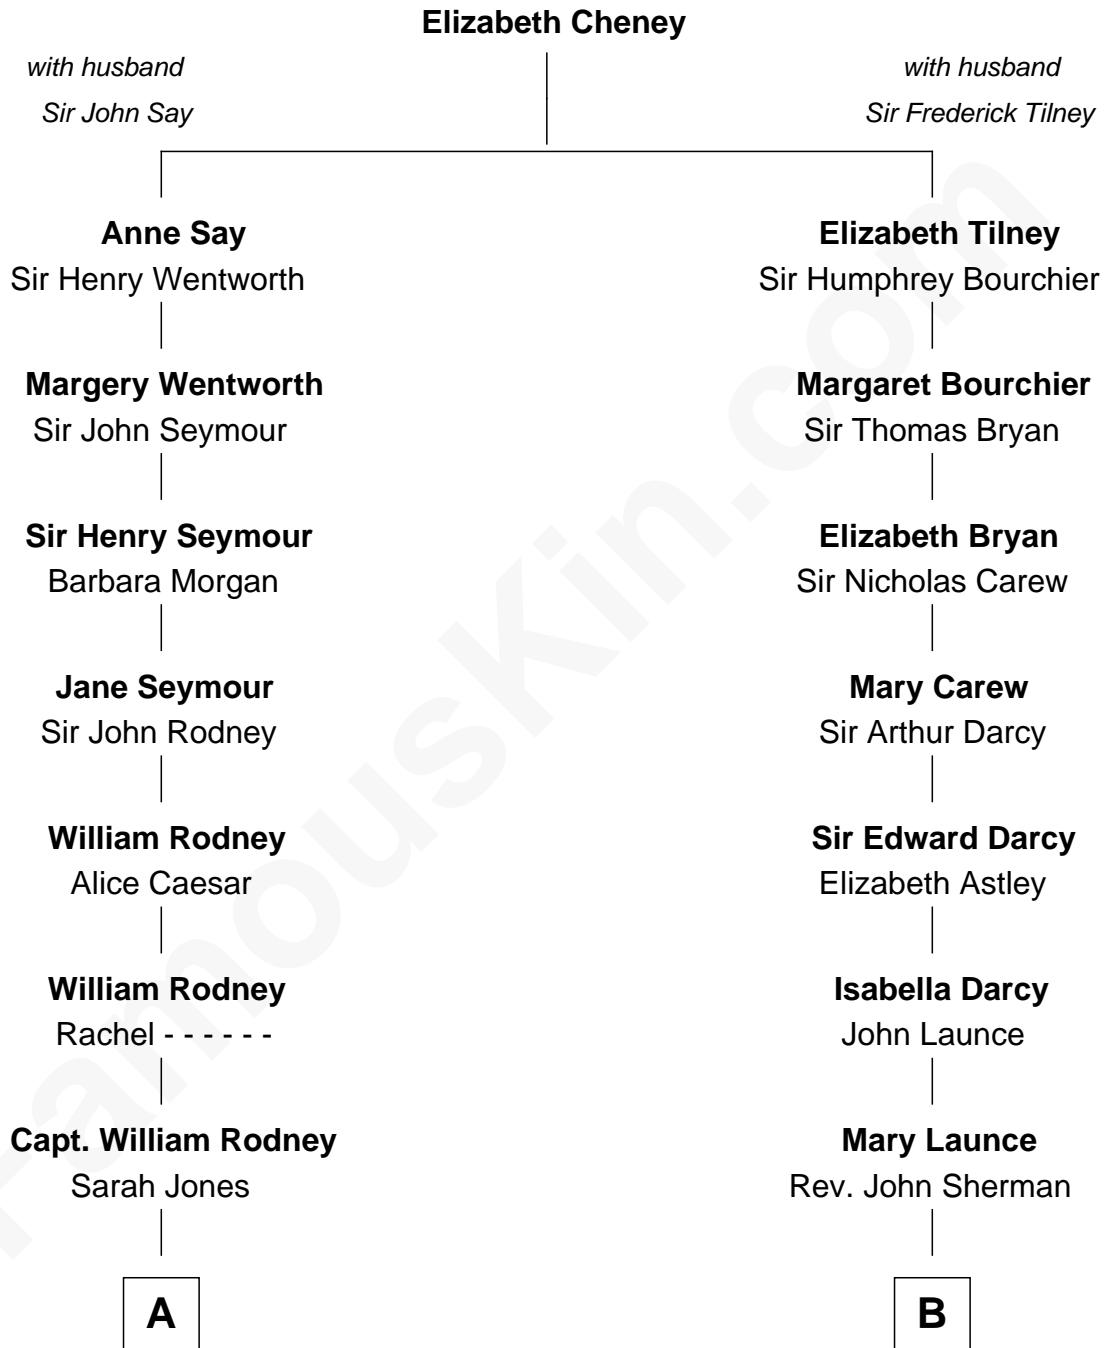 Elizabeth Cheney
with husband
Sir John Say
with husband
Sir Frederick Tilney
Anne Say
Sir Henry Wentworth
Elizabeth Tilney
Sir Humphrey Bourchier
Margery Wentworth
Sir John Seymour
Margaret Bourchier
Sir Thomas Bryan
Sir Henry Seymour
Barbara Morgan
Elizabeth Bryan
Sir Nicholas Carew
Jane Seymour
Sir John Rodney
Mary Carew
Sir Arthur Darcy
William Rodney
Alice Caesar
Sir Edward Darcy
Elizabeth Astley
William Rodney
Rachel - - - - - -
Isabella Darcy
John Launce
Capt. William Rodney
Sarah Jones
Mary Launce
Rev. John Sherman
A
B
FamousKin.com